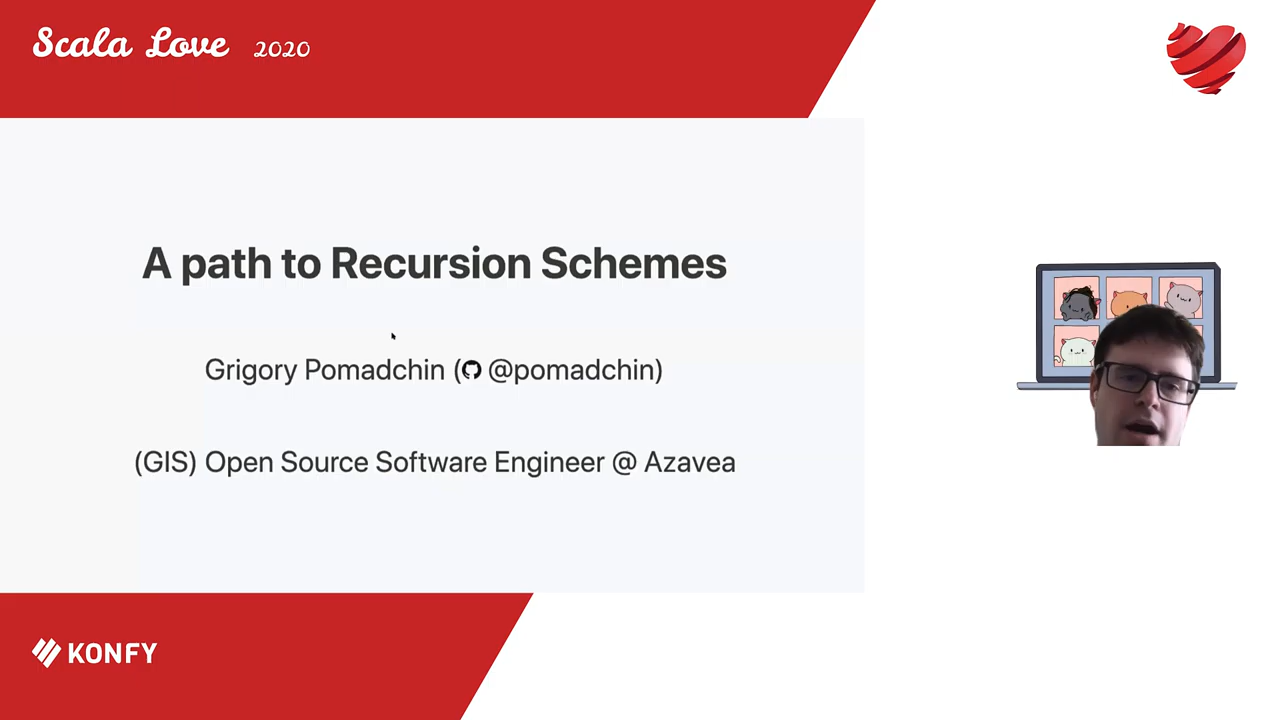 Scala Love 2020
A path to Recursion Schemes
Grigory Pomadchin ( @pomadchin)
(GIS) Open Source Software Engineer @ Azavea
KONFY